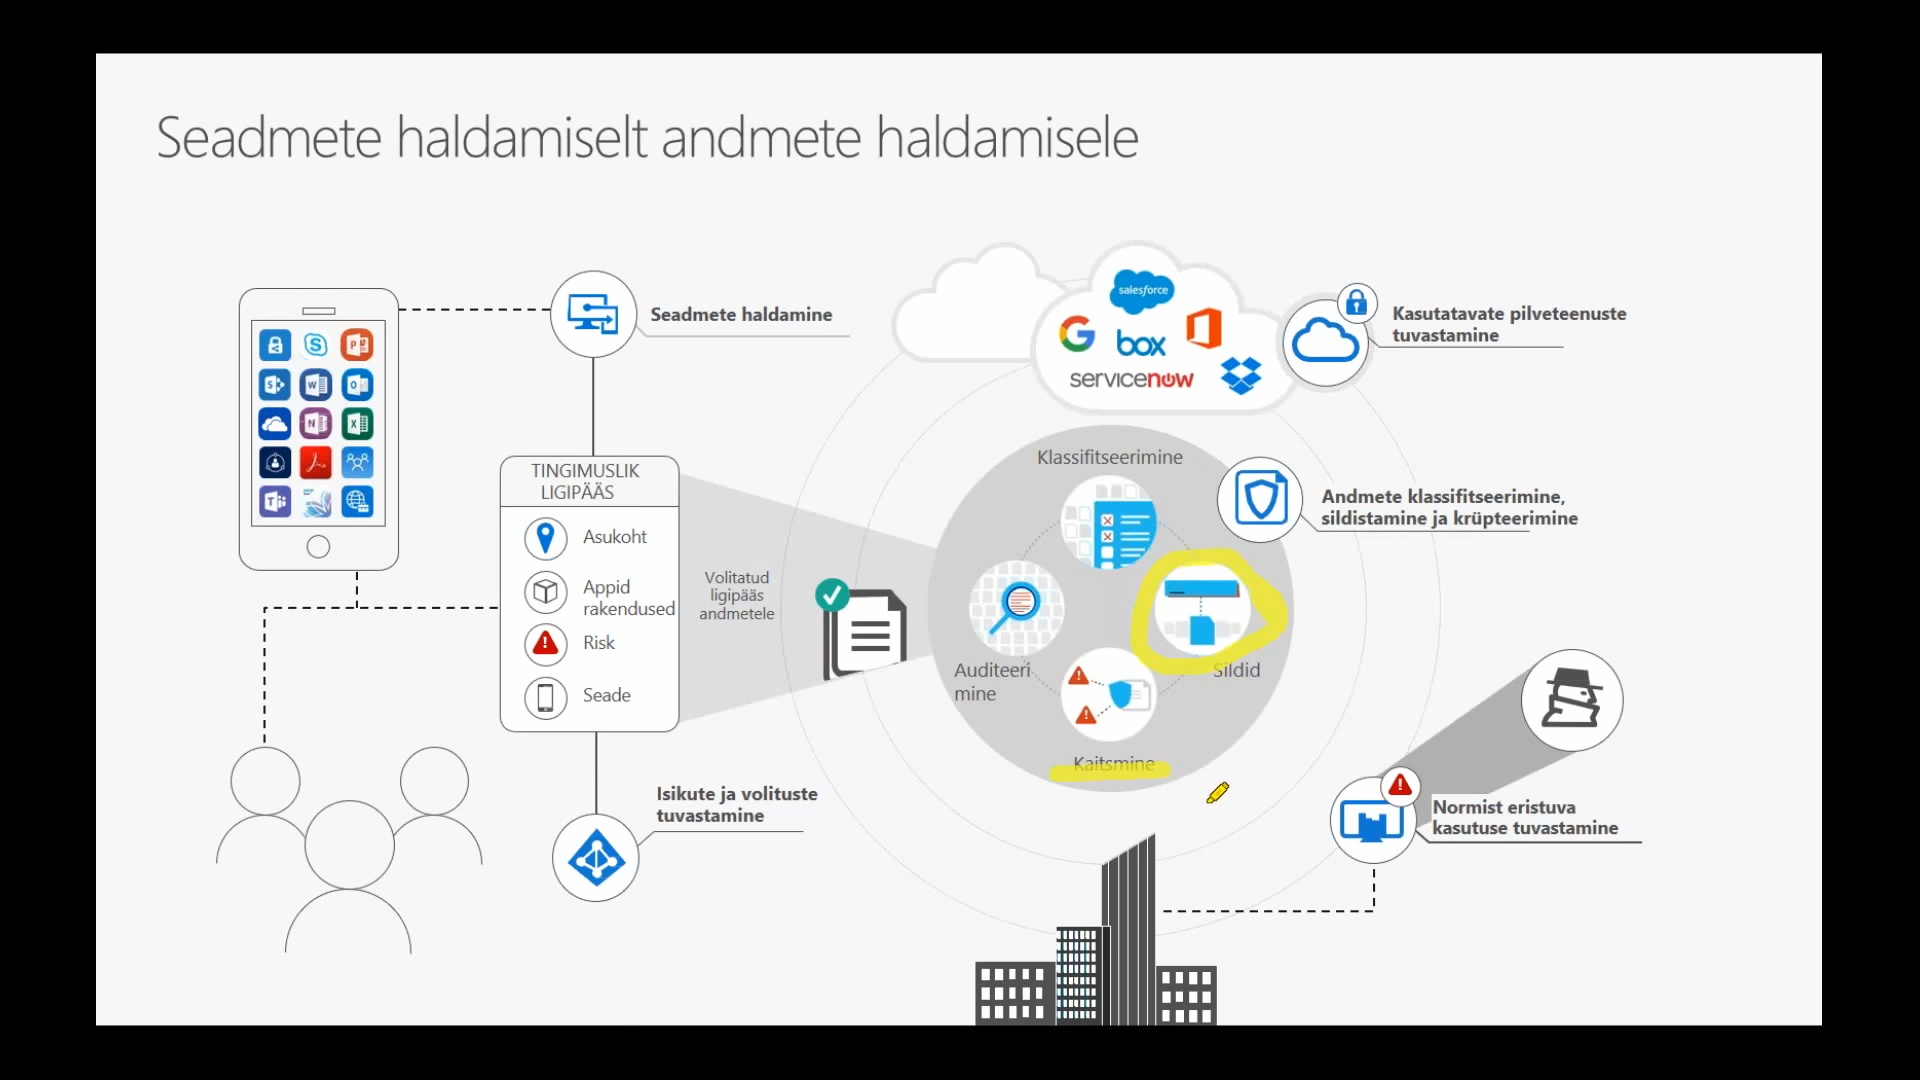 Seadmete haldamiselt andmete haldamisele
Seadmete haldamine
salesforce
box
servicenow
Kasutatavate pilveteenuste
tuvastamine
TINGIMUSLIK
LIGIPÄÄS
Asukoht
Appid
rakendused
Risk
Seade
Volitatud
ligipääs
andmetele
Klassifitseerimine
Auditeeri
mine
Sildid
Kaitsmine
Andmete klassifitseerimine,
sildistamine ja krüpteerimine
Isikute ja volituste
tuvastamine
Normist eristuva
kasutuse tuvastamine